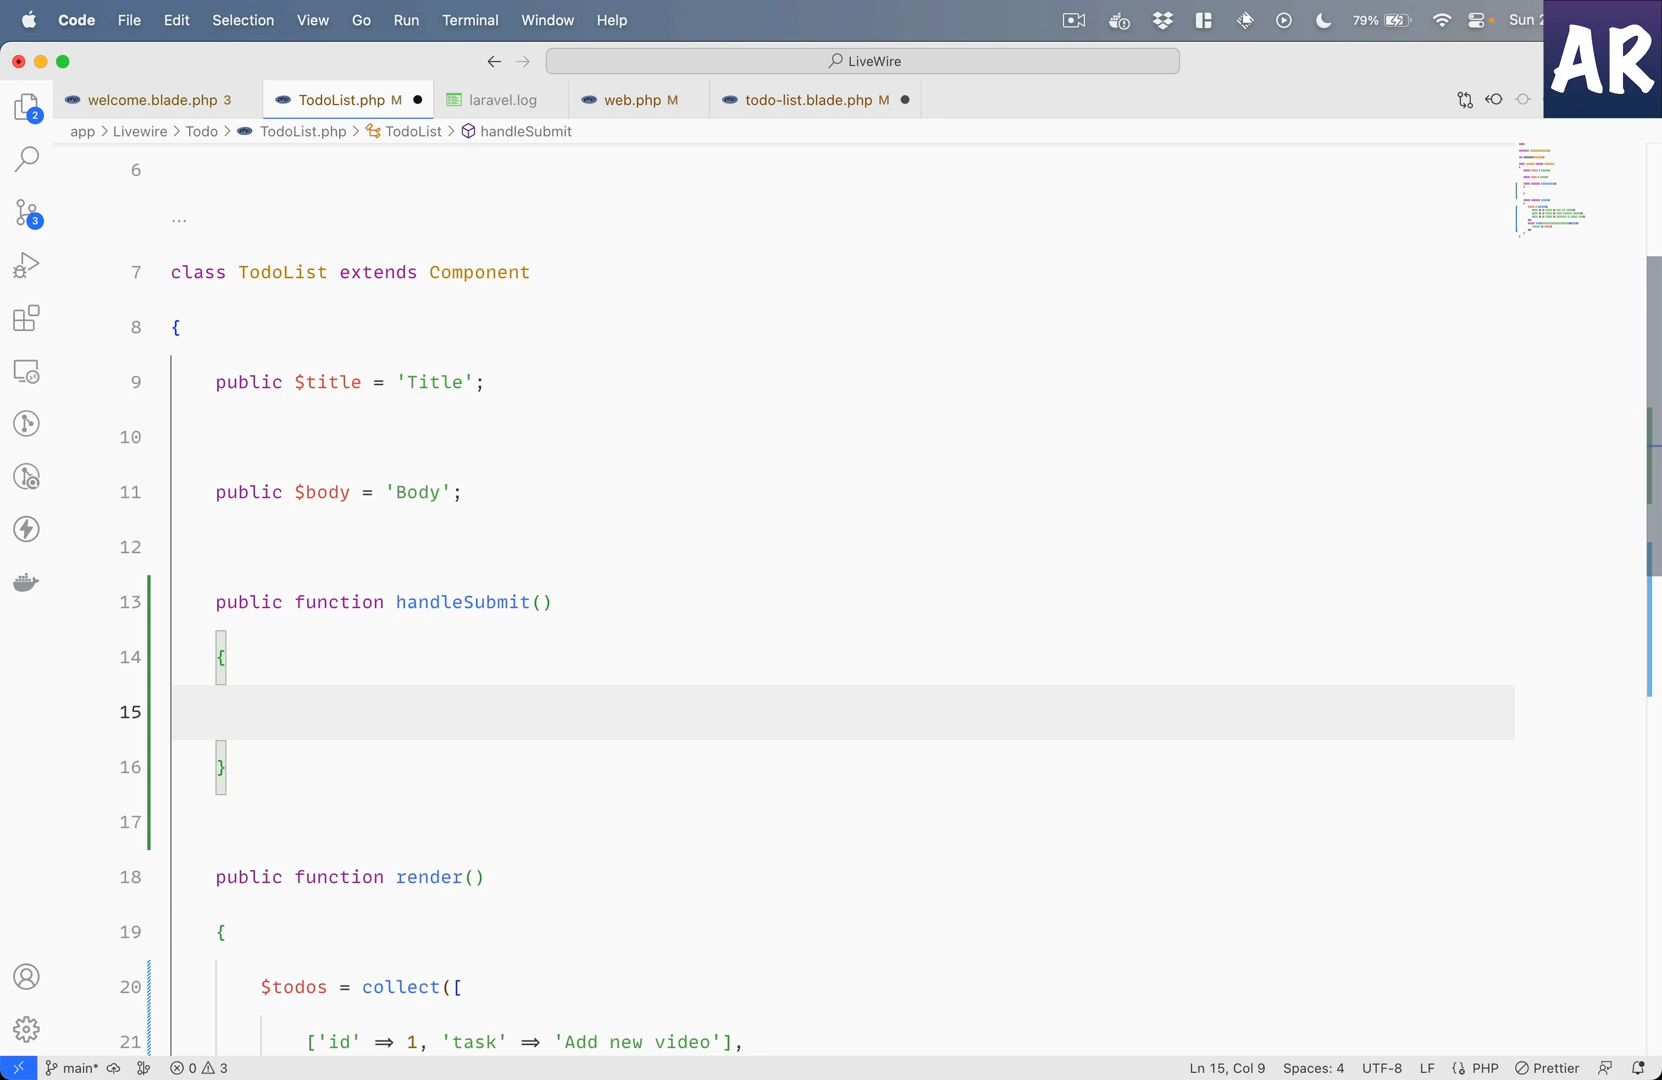 Code File Edit Selection View Go Run Terminal Window Help 79% Sun 2
AR
LiveWire
welcome.blade.php 3 TodoList.php M laravel.log web.php M todo-list.blade.php M
2
app > Livewire > Todo > TodoList.php > TodoList > handleSubmit
6
...
3
7 class TodoList extends Component
8 {
9 public $title = 'Title';
10
11 public $body = 'Body';
12
13 public function handleSubmit()
14 {
15
16 }
17
18 public function render()
19 {
20 $todos = collect([
21 ['id' => 1, 'task' => 'Add new video'],
main* 0 3 Ln 15, Col 9 Spaces: 4 UTF-8 LF PHP Prettier